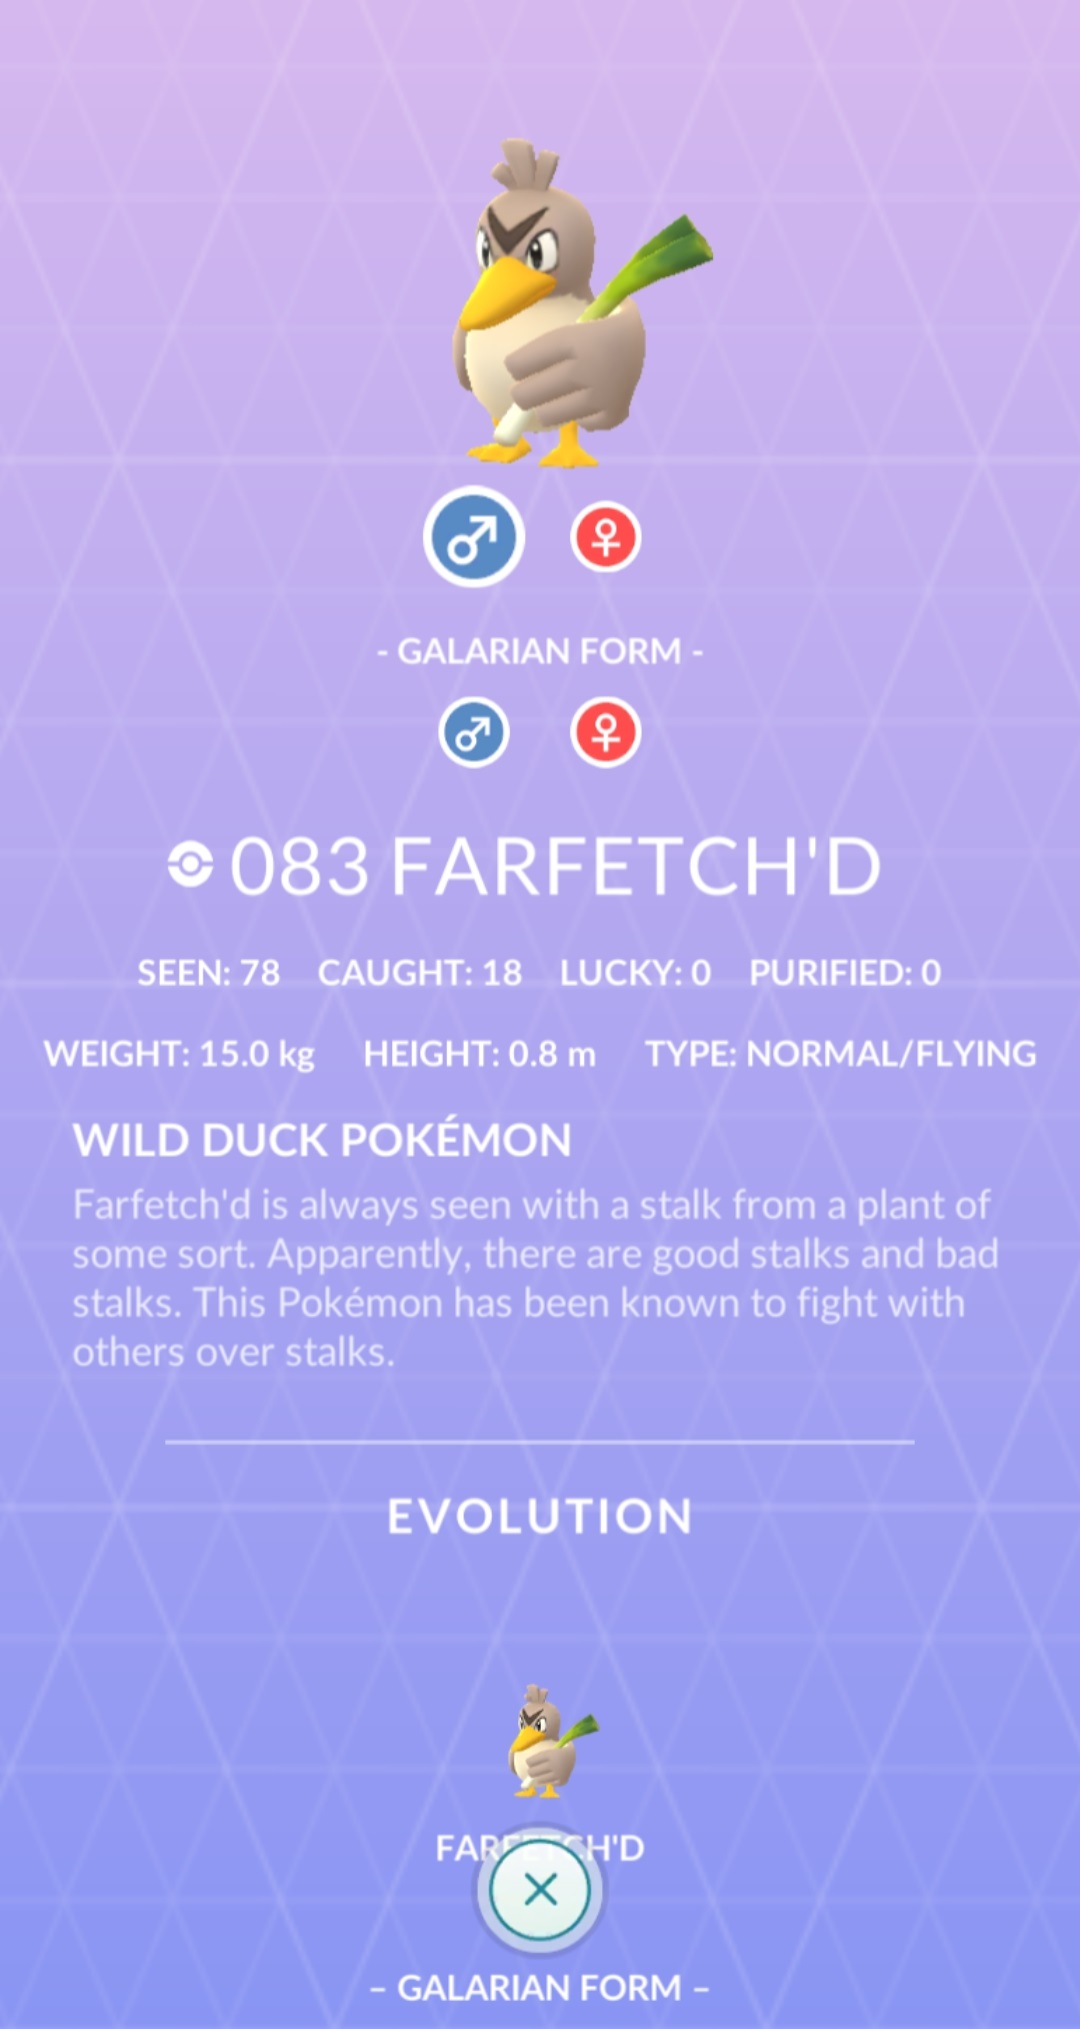 - GALARIAN FORM -
083 FARFETCH'D
SEEN: 78 CAUGHT: 18 LUCKY: 0 PURIFIED: 0
WEIGHT: 15.0 kg HEIGHT: 0.8 m TYPE: NORMAL/FLYING
WILD DUCK POKÉMON
Farfetch'd is always seen with a stalk from a plant of
some sort. Apparently, there are good stalks and bad
stalks. This Pokémon has been known to fight with
others over stalks.
EVOLUTION
FARFETCH'D
– GALARIAN FORM –